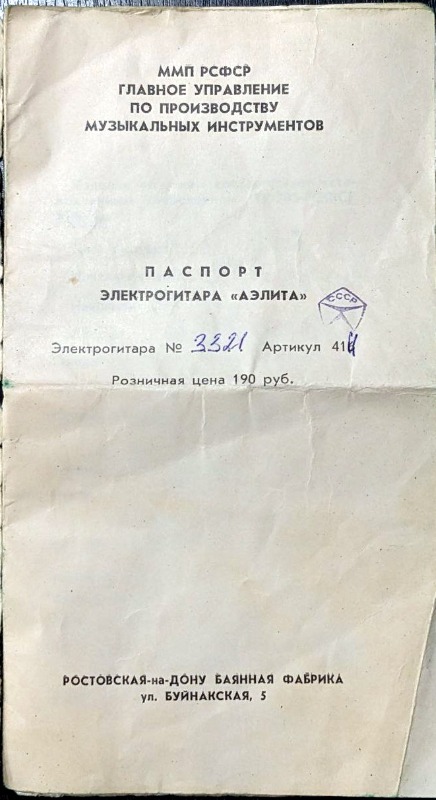 ММП РСФСР
ГЛАВНОЕ УПРАВЛЕНИЕ
ПО ПРОИЗВОДСТВУ
МУЗЫКАЛЬНЫХ ИНСТРУМЕНТОВ
ПАСПОРТ
ЭЛЕКТРОГИТАРА «АЭЛИТА»
СССР
Электрогитара № 3321 Артикул 41
Розничная цена 190 руб.
РОСТОВСКАЯ-на-ДОНУ БАЯННАЯ ФАБРИКА
ул. БУЙНАКСКАЯ, 5